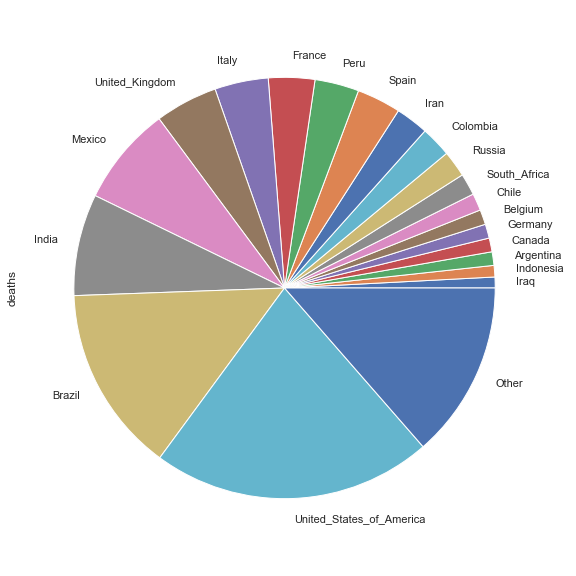 France
Italy
Peru
Spain
United_Kingdom
Iran
Colombia
Mexico
Russia
South_Africa
Chile
Belgium
Germany
India
Canada
Argentina
Indonesia
Iraq
deaths
Other
Brazil
United_States_of_America